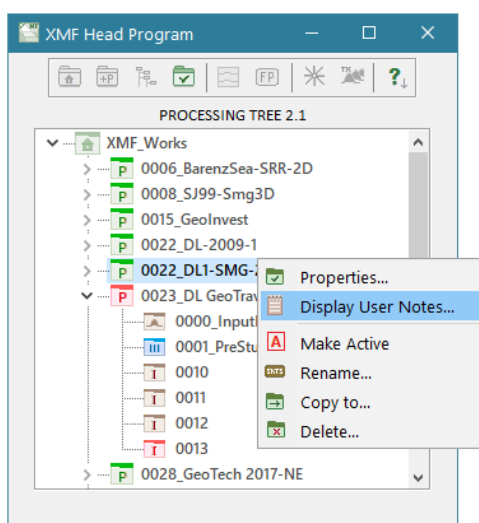 XMF Head Program
+P
FP
TX
?
PROCESSING TREE 2.1
XMF_Works
P 0006_BarenzSea-SRR-2D
P 0008_SJ99-Smg3D
P 0015_GeoInvest
P 0022_DL-2009-1
P 0022_DL1-SMG-
P 0023_DL GeoTrav
0000_Input
III 0001_PreStu
I 0010
I 0011
I 0012
I 0013
P 0028_GeoTech 2017-NE
Properties...
Display User Notes...
A Make Active
Rename...
Copy to...
Delete...